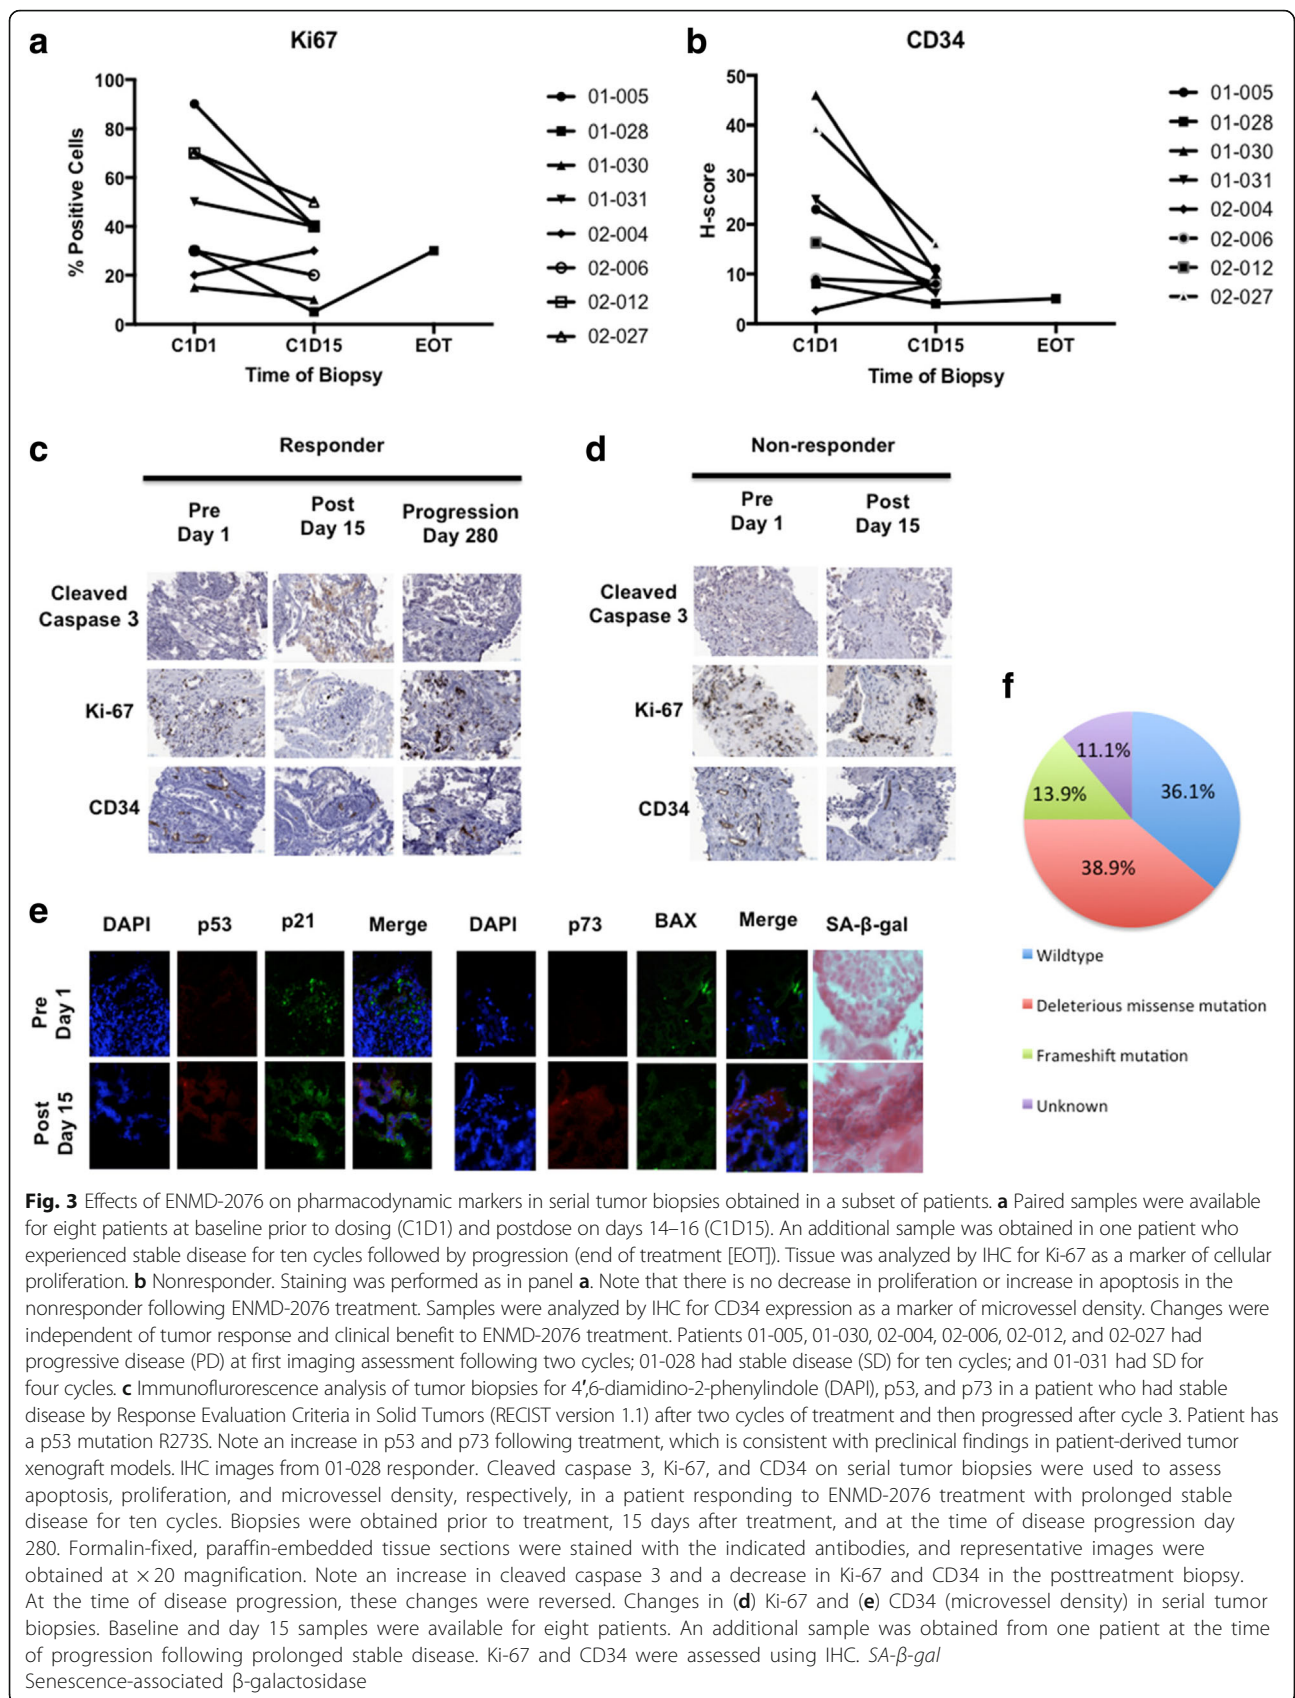 a
Ki67
% Positive Cells
100
80
60
40
20
0
C1D1
C1D15
EOT
Time of Biopsy
01-005
01-028
01-030
01-031
02-004
02-006
02-012
02-027
b
CD34
H-score
50
40
30
20
10
0
C1D1
C1D15
EOT
Time of Biopsy
01-005
01-028
01-030
01-031
02-004
02-006
02-012
02-027
c
Responder
Pre
Day 1
Post
Day 15
Progression
Day 280
Cleaved
Caspase 3
Ki-67
CD34
d
Non-responder
Pre
Day 1
Post
Day 15
Cleaved
Caspase 3
Ki-67
CD34
e
DAPI p53 p21 Merge DAPI p73 BAX Merge SA-β-gal
Pre
Day 1
Post
Day 15
f
11.1%
36.1%
13.9%
38.9%
Wildtype
Deleterious missense mutation
Frameshift mutation
Unknown
Fig. 3 Effects of ENMD-2076 on pharmacodynamic markers in serial tumor biopsies obtained in a subset of patients. a Paired samples were available
for eight patients at baseline prior to dosing (C1D1) and postdose on days 14–16 (C1D15). An additional sample was obtained in one patient who
experienced stable disease for ten cycles followed by progression (end of treatment [EOT]). Tissue was analyzed by IHC for Ki-67 as a marker of cellular
proliferation. b Nonresponder. Staining was performed as in panel a. Note that there is no decrease in proliferation or increase in apoptosis in the
nonresponder following ENMD-2076 treatment. Samples were analyzed by IHC for CD34 expression as a marker of microvessel density. Changes were
independent of tumor response and clinical benefit to ENMD-2076 treatment. Patients 01-005, 01-030, 02-004, 02-006, 02-012, and 02-027 had
progressive disease (PD) at first imaging assessment following two cycles; 01-028 had stable disease (SD) for ten cycles; and 01-031 had SD for
four cycles. c Immunoflurorescence analysis of tumor biopsies for 4′,6-diamidino-2-phenylindole (DAPI), p53, and p73 in a patient who had stable
disease by Response Evaluation Criteria in Solid Tumors (RECIST version 1.1) after two cycles of treatment and then progressed after cycle 3. Patient has
a p53 mutation R273S. Note an increase in p53 and p73 following treatment, which is consistent with preclinical findings in patient-derived tumor
xenograft models. IHC images from 01-028 responder. Cleaved caspase 3, Ki-67, and CD34 on serial tumor biopsies were used to assess
apoptosis, proliferation, and microvessel density, respectively, in a patient responding to ENMD-2076 treatment with prolonged stable
disease for ten cycles. Biopsies were obtained prior to treatment, 15 days after treatment, and at the time of disease progression day
280. Formalin-fixed, paraffin-embedded tissue sections were stained with the indicated antibodies, and representative images were
obtained at × 20 magnification. Note an increase in cleaved caspase 3 and a decrease in Ki-67 and CD34 in the posttreatment biopsy.
At the time of disease progression, these changes were reversed. Changes in (d) Ki-67 and (e) CD34 (microvessel density) in serial tumor
biopsies. Baseline and day 15 samples were available for eight patients. An additional sample was obtained from one patient at the time
of progression following prolonged stable disease. Ki-67 and CD34 were assessed using IHC. SA-β-gal
Senescence-associated β-galactosidase